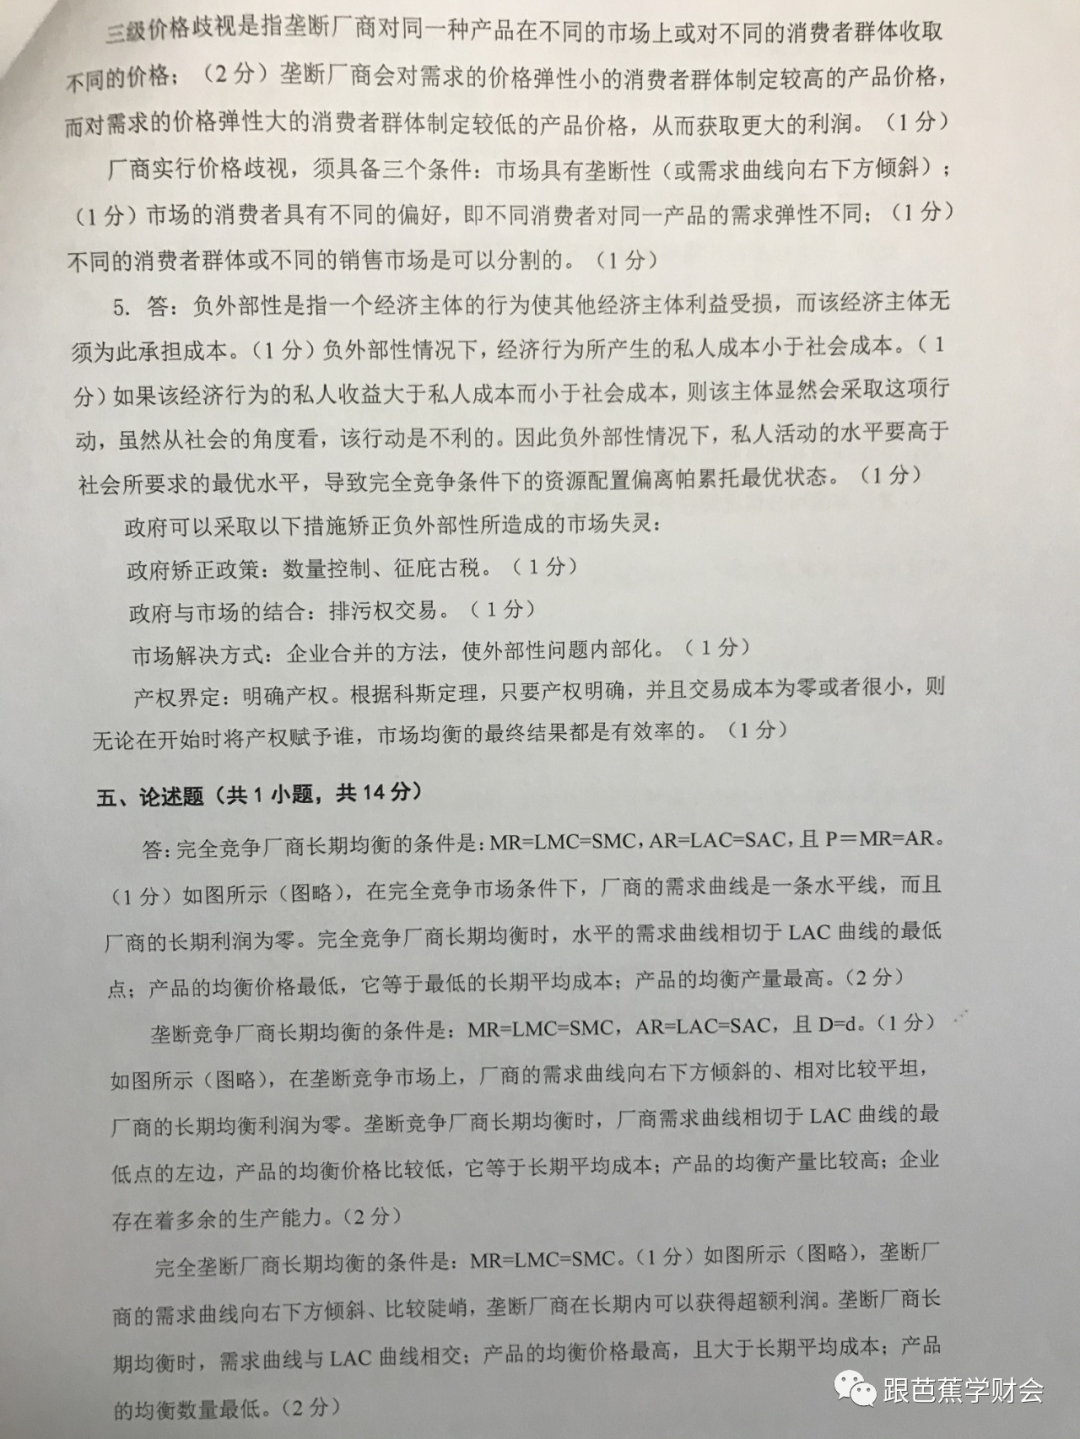 三级价格歧视是指垄断厂商对同一种产品在不同的市场上或对不同的消费者群体收取
不同的价格；（2 分）垄断厂商会对需求的价格弹性小的消费者群体制定较高的产品价格，
而对需求的价格弹性大的消费者群体制定较低的产品价格，从而获取更大的利润。（1 分）
厂商实行价格歧视，须具备三个条件：市场具有垄断性（或需求曲线向右下方倾斜）；
（1 分）市场的消费者具有不同的偏好，即不同消费者对同一产品的需求弹性不同；（1 分）
不同的消费者群体或不同的销售市场是可以分割的。（1 分）
5. 答：负外部性是指一个经济主体的行为使其他经济主体利益受损，而该经济主体无
须为此承担成本。（1 分）负外部性情况下，经济行为所产生的私人成本小于社会成本。（ 1
分）如果该经济行为的私人收益大于私人成本而小于社会成本，则该主体显然会采取这项行
动，虽然从社会的角度看，该行动是不利的。因此负外部性情况下，私人活动的水平要高于
社会所要求的最优水平，导致完全竞争条件下的资源配置偏离帕累托最优状态。（1 分）
政府可以采取以下措施矫正负外部性所造成的市场失灵：
政府矫正政策：数量控制、征庇古税。（ 1 分）
政府与市场的结合：排污权交易。（ 1 分）
市场解决方式：企业合并的方法，使外部性问题内部化。（ 1 分）
产权界定：明确产权。根据科斯定理，只要产权明确，并且交易成本为零或者很小，则
无论在开始时将产权赋予谁，市场均衡的最终结果都是有效率的。（1 分）
五、论述题（共 1 小题，共 14 分）
答：完全竞争厂商长期均衡的条件是：MR=LMC=SMC，AR=LAC=SAC，且 P＝MR=AR。
（1 分）如图所示（图略），在完全竞争市场条件下，厂商的需求曲线是一条水平线，而且
厂商的长期利润为零。完全竞争厂商长期均衡时，水平的需求曲线相切于 LAC 曲线的最低
点；产品的均衡价格最低，它等于最低的长期平均成本；产品的均衡产量最高。（2 分）
垄断竞争厂商长期均衡的条件是：MR=LMC=SMC，AR=LAC=SAC，且 D=d。（1 分）
如图所示（图略），在垄断竞争市场上，厂商的需求曲线向右下方倾斜的、相对比较平坦，
厂商的长期均衡利润为零。垄断竞争厂商长期均衡时，厂商需求曲线相切于 LAC 曲线的最
低点的左边，产品的均衡价格比较低，它等于长期平均成本；产品的均衡产量比较高；企业
存在着多余的生产能力。（2 分）
完全垄断厂商长期均衡的条件是：MR=LMC=SMC。（1 分）如图所示（图略），垄断厂
商的需求曲线向右下方倾斜、比较陡峭，垄断厂商在长期内可以获得超额利润。垄断厂商长
期均衡时，需求曲线与 LAC 曲线相交；产品的均衡价格最高，且大于长期平均成本；产品
的均衡数量最低。（2 分）
跟芭蕉学财会